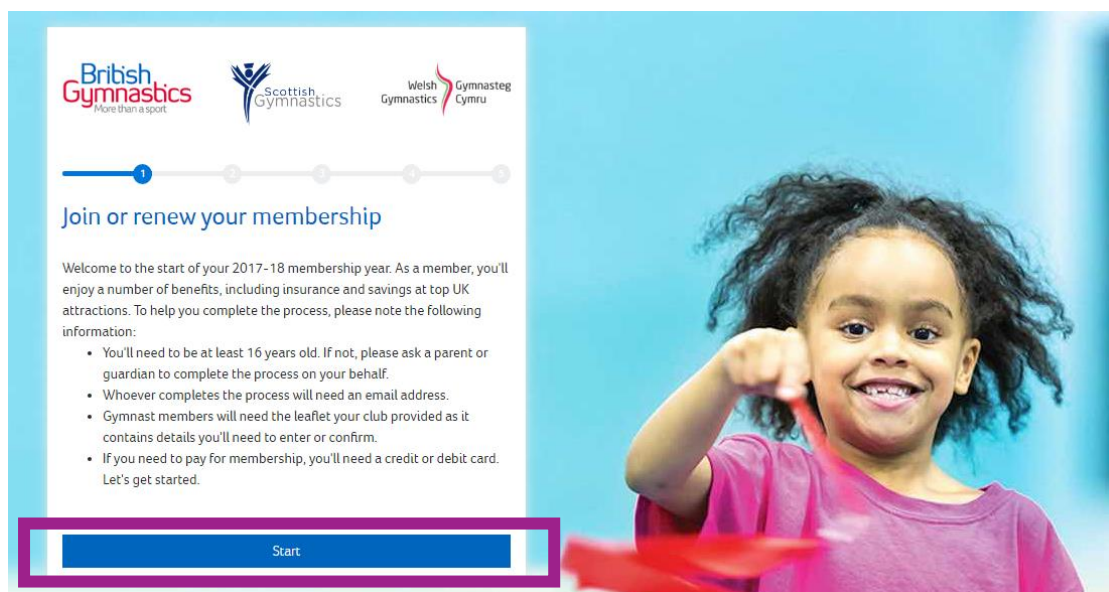 British
Gymnastics
More than a sport
Scottish
Gymnastics
Welsh Gymnasteg
Gymnastics Cymru
1 2 3 4 5
Join or renew your membership
Welcome to the start of your 2017-18 membership year. As a member, you'll
enjoy a number of benefits, including insurance and savings at top UK
attractions. To help you complete the process, please note the following
information:
• You'll need to be at least 16 years old. If not, please ask a parent or
guardian to complete the process on your behalf.
• Whoever completes the process will need an email address.
• Gymnast members will need the leaflet your club provided as it
contains details you'll need to enter or confirm.
• If you need to pay for membership, you'll need a credit or debit card.
Let's get started.
Start